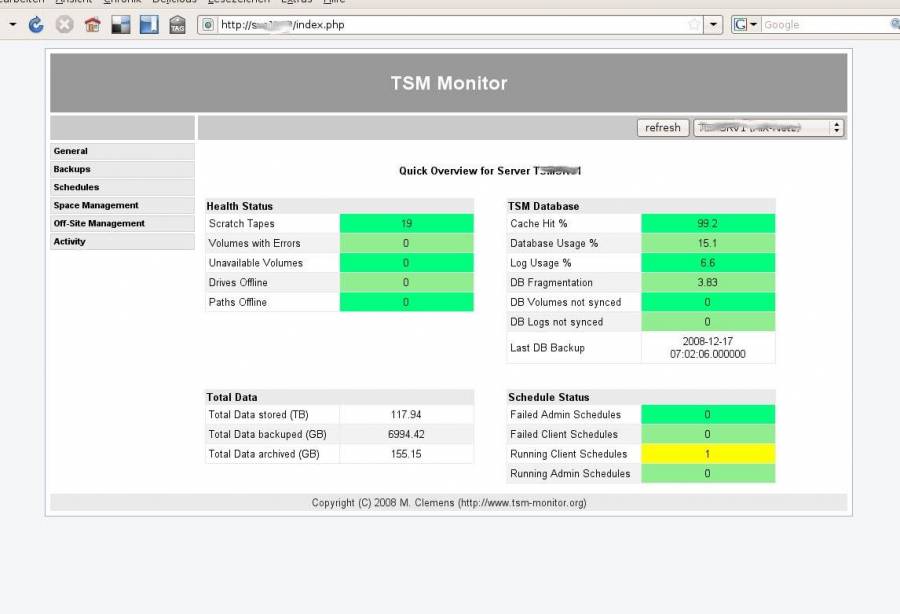 Ansicht Chronik Delicious Lesezeichen Extras Hilfe
TAG http:// /index.php G Google
TSM Monitor
refresh
General
Backups
Schedules
Space Management
Off-Site Management
Activity
Quick Overview for Server
Health Status
Scratch Tapes 19
Volumes with Errors 0
Unavailable Volumes 0
Drives Offline 0
Paths Offline 0
TSM Database
Cache Hit % 99.2
Database Usage % 15.1
Log Usage % 6.6
DB Fragmentation 3.83
DB Volumes not synced 0
DB Logs not synced 0
Last DB Backup 2008-12-17
07:02:06.000000
Total Data
Total Data stored (TB) 117.94
Total Data backuped (GB) 6994.42
Total Data archived (GB) 155.15
Schedule Status
Failed Admin Schedules 0
Failed Client Schedules 0
Running Client Schedules 1
Running Admin Schedules 0
Copyright (C) 2008 M. Clemens (http://www.tsm-monitor.org)